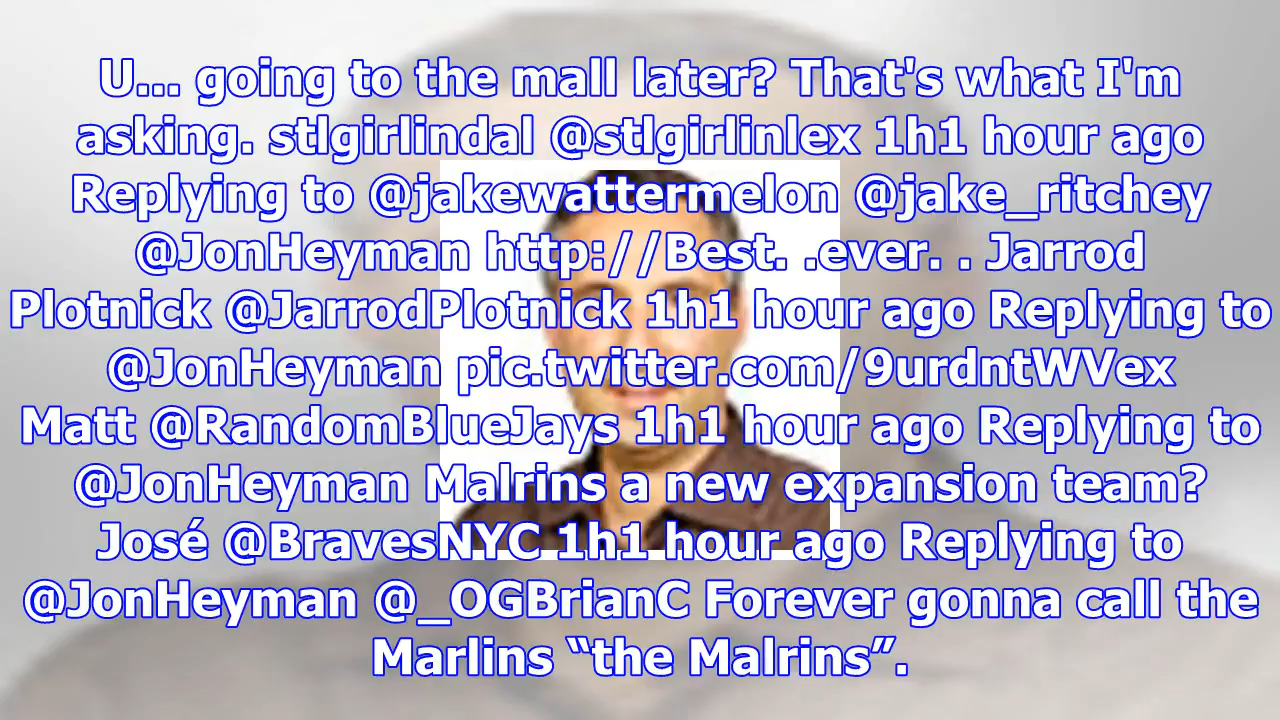 U... going to the mall later? That's what I'm
asking. stlgirlindal @stlgirlinlex 1h1 hour ago
Replying to @jakewattermelon @jake_ritchey
@JonHeyman http://Best. .ever. . Jarrod
Plotnick @JarrodPlotnick 1h1 hour ago Replying to
@JonHeyman pic.twitter.com/9urdntWVex
Matt @RandomBlueJays 1h1 hour ago Replying to
@JonHeyman Malrins a new expansion team?
José @BravesNYC 1h1 hour ago Replying to
@JonHeyman @_OGBrianC Forever gonna call the
Marlins “the Malrins”.